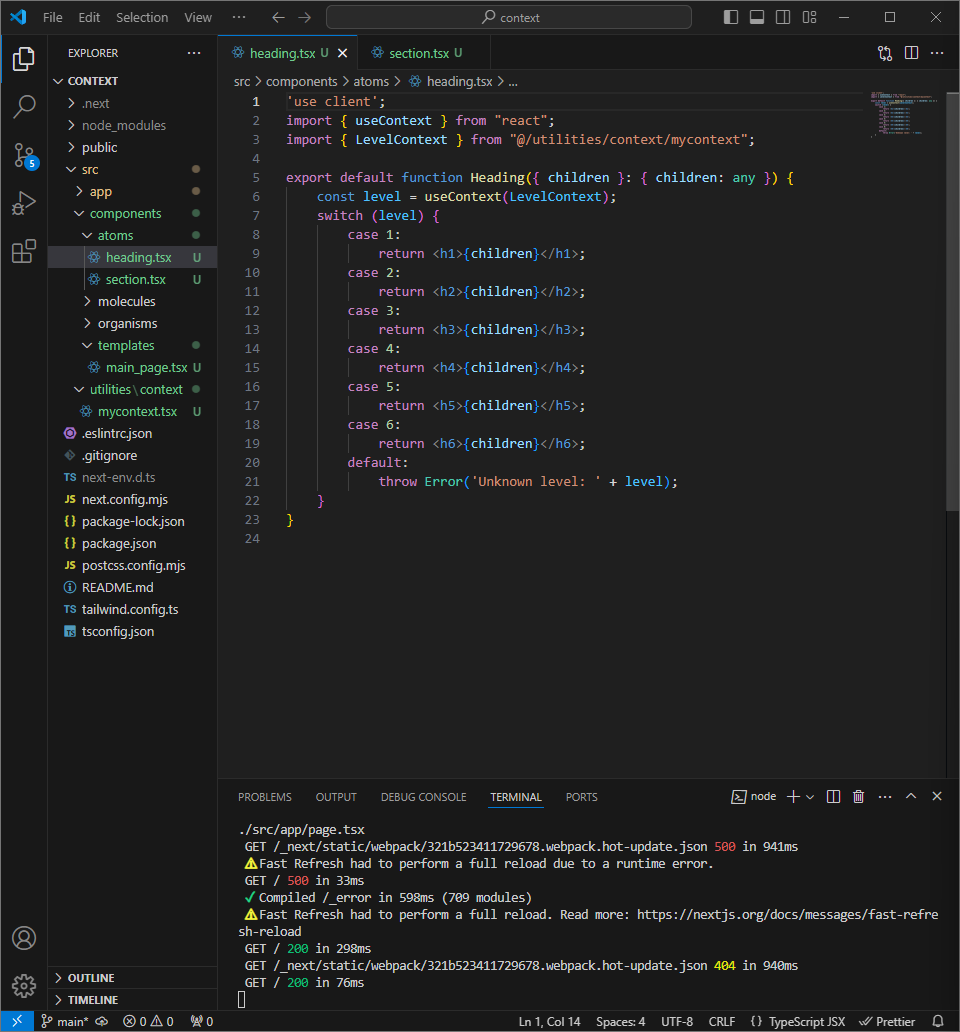 File Edit Selection View ··· context
EXPLORER ···
CONTEXT
.next
node_modules
public
src
app
components
atoms
heading.tsx U
section.tsx U
molecules
organisms
templates
main_page.tsx U
utilities\context
mycontext.tsx U
.eslintrc.json
.gitignore
TS next-env.d.ts
JS next.config.mjs
{} package-lock.json
{} package.json
JS postcss.config.mjs
README.md
TS tailwind.config.ts
TS tsconfig.json
OUTLINE
TIMELINE
5
heading.tsx U section.tsx U
src > components > atoms > heading.tsx > ...
1 'use client';
2 import { useContext } from "react";
3 import { LevelContext } from "@/utilities/context/mycontext";
4
5 export default function Heading({ children }: { children: any }) {
6 const level = useContext(LevelContext);
7 switch (level) {
8 case 1:
9 return <h1>{children}</h1>;
10 case 2:
11 return <h2>{children}</h2>;
12 case 3:
13 return <h3>{children}</h3>;
14 case 4:
15 return <h4>{children}</h4>;
16 case 5:
17 return <h5>{children}</h5>;
18 case 6:
19 return <h6>{children}</h6>;
20 default:
21 throw Error('Unknown level: ' + level);
22 }
23 }
24
PROBLEMS OUTPUT DEBUG CONSOLE TERMINAL PORTS node
./src/app/page.tsx
GET /_next/static/webpack/321b523411729678.webpack.hot-update.json 500 in 941ms
⚠Fast Refresh had to perform a full reload due to a runtime error.
GET / 500 in 33ms
✓Compiled /_error in 598ms (709 modules)
⚠Fast Refresh had to perform a full reload. Read more: https://nextjs.org/docs/messages/fast-refre
sh-reload
GET / 200 in 298ms
GET /_next/static/webpack/321b523411729678.webpack.hot-update.json 404 in 940ms
GET / 200 in 76ms
main* 0 0 0 Ln 1, Col 14 Spaces: 4 UTF-8 CRLF {} TypeScript JSX Prettier